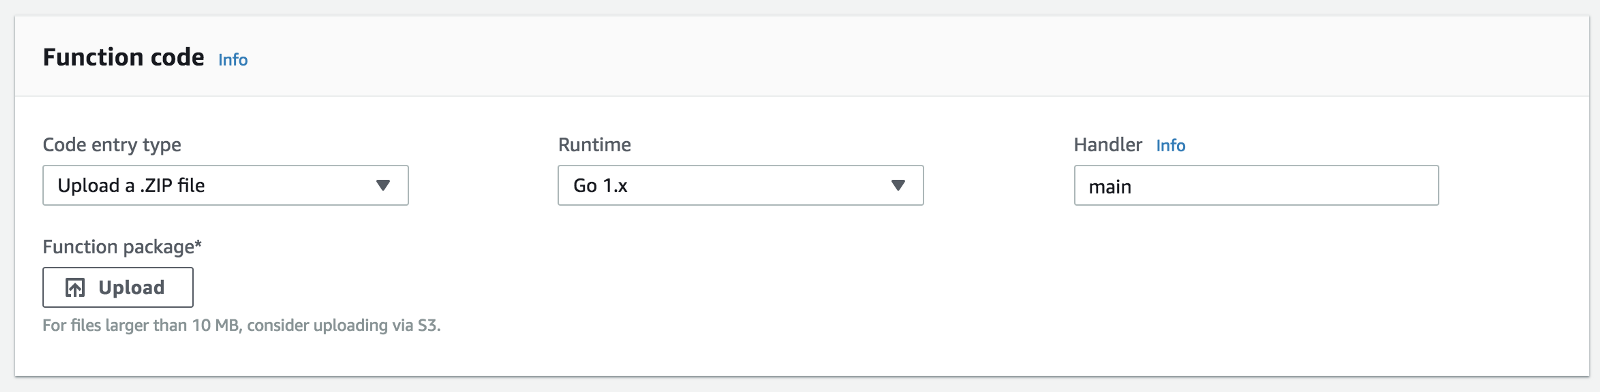 Function code Info
Code entry type Runtime Handler Info
Upload a .ZIP file Go 1.x main
Function package*
Upload
For files larger than 10 MB, consider uploading via S3.